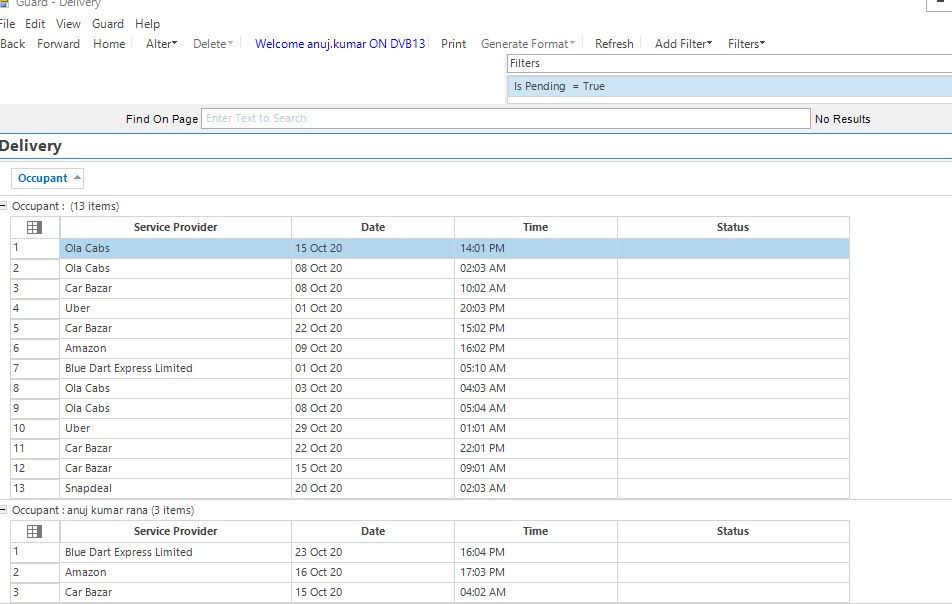 Guard - Delivery
File Edit View Guard Help
Back Forward Home Alter Delete Welcome anuj.kumar ON DVB13 Print Generate Format Refresh Add Filter Filters
Filters
Is Pending = True
Find On Page Enter Text to Search No Results
Delivery
Occupant
Occupant : (13 items)
Service Provider Date Time Status
1 Ola Cabs 15 Oct 20 14:01 PM
2 Ola Cabs 08 Oct 20 02:03 AM
3 Car Bazar 08 Oct 20 10:02 AM
4 Uber 01 Oct 20 20:03 PM
5 Car Bazar 22 Oct 20 15:02 PM
6 Amazon 09 Oct 20 16:02 PM
7 Blue Dart Express Limited 01 Oct 20 05:10 AM
8 Ola Cabs 03 Oct 20 04:03 AM
9 Ola Cabs 08 Oct 20 05:04 AM
10 Uber 29 Oct 20 01:01 AM
11 Car Bazar 22 Oct 20 22:01 PM
12 Car Bazar 15 Oct 20 09:01 AM
13 Snapdeal 20 Oct 20 02:03 AM
Occupant : anuj kumar rana (3 items)
Service Provider Date Time Status
1 Blue Dart Express Limited 23 Oct 20 16:04 PM
2 Amazon 16 Oct 20 17:03 PM
3 Car Bazar 15 Oct 20 04:02 AM